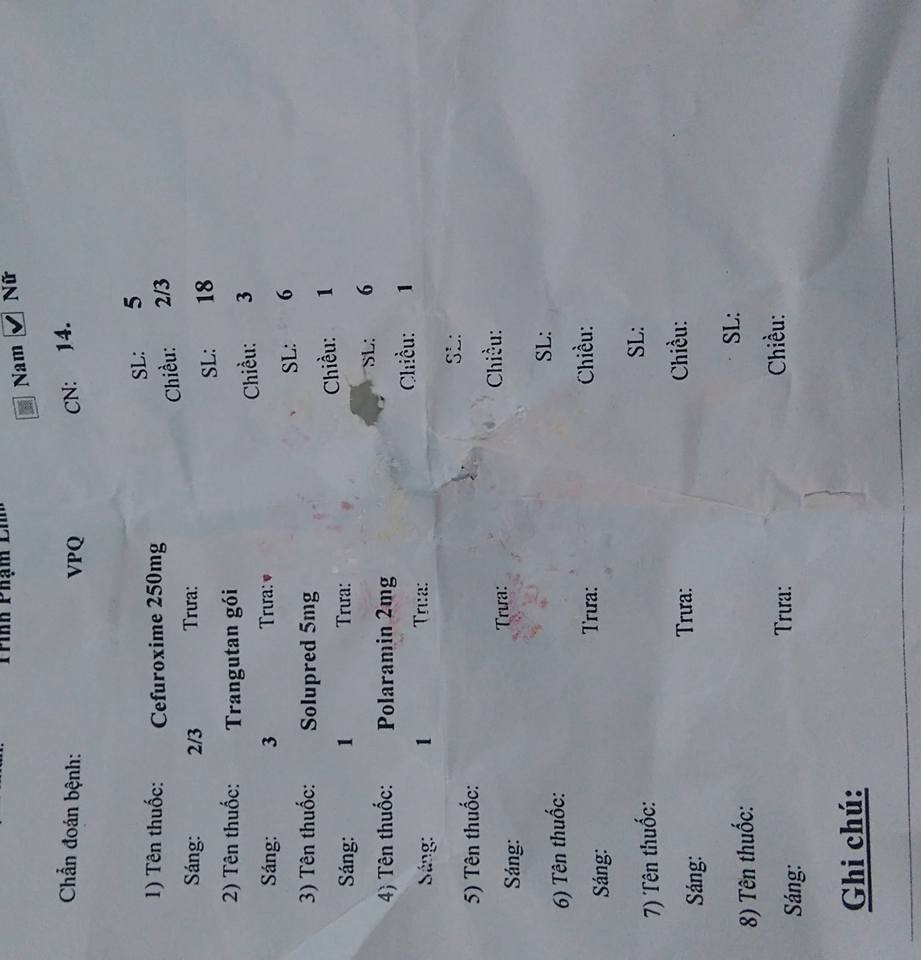 Trinh Phạm
Nam ✓ Nữ
Chẩn đoán bệnh: VPQ CN: 14.
1) Tên thuốc: Cefuroxime 250mg SL: 5
Sáng: 2/3 Trưa: Chiều: 2/3
2) Tên thuốc: Trangutan gói SL: 18
Sáng: 3 Trưa: Chiều: 3
3) Tên thuốc: Solupred 5mg SL: 6
Sáng: 1 Trưa: Chiều: 1
4) Tên thuốc: Polaramin 2mg SL: 6
Sáng: 1 Trưa: Chiều: 1
5) Tên thuốc: SL:
Sáng: Trưa: Chiều:
6) Tên thuốc: SL:
Sáng: Trưa: Chiều:
7) Tên thuốc: SL:
Sáng: Trưa: Chiều:
8) Tên thuốc: SL:
Sáng: Trưa: Chiều:
Ghi chú: